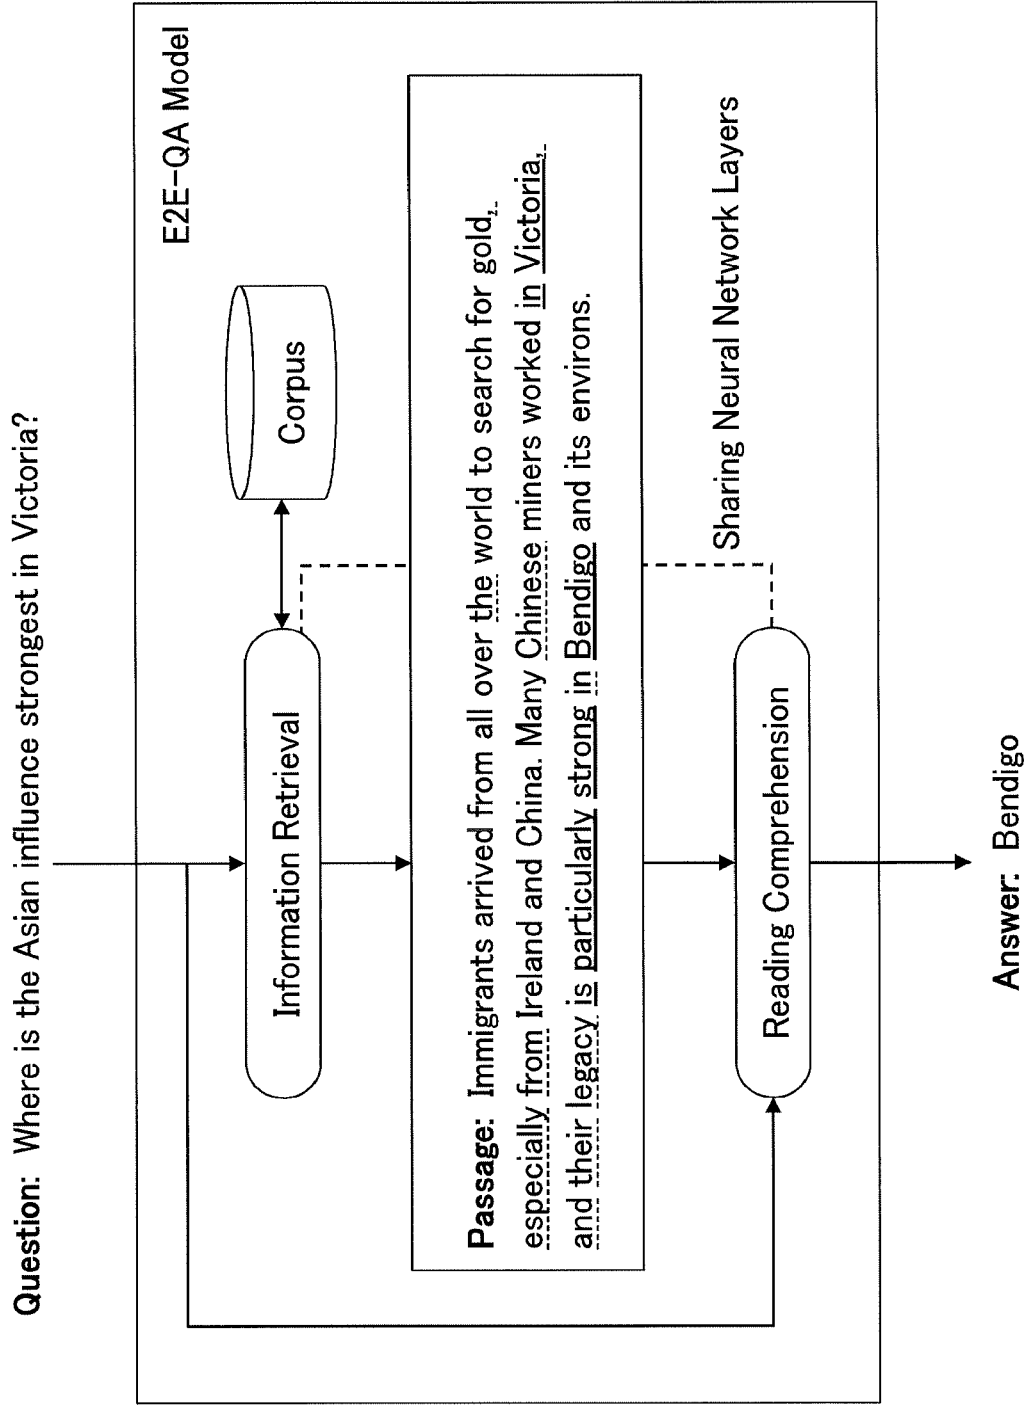 Question: Where is the Asian influence strongest in Victoria?
E2E-QA Model
Information Retrieval
Corpus
Passage: Immigrants arrived from all over the world to search for gold,
especially from Ireland and China. Many Chinese miners worked in Victoria,
and their legacy is particularly strong in Bendigo and its environs.
Sharing Neural Network Layers
Reading Comprehension
Answer: Bendigo